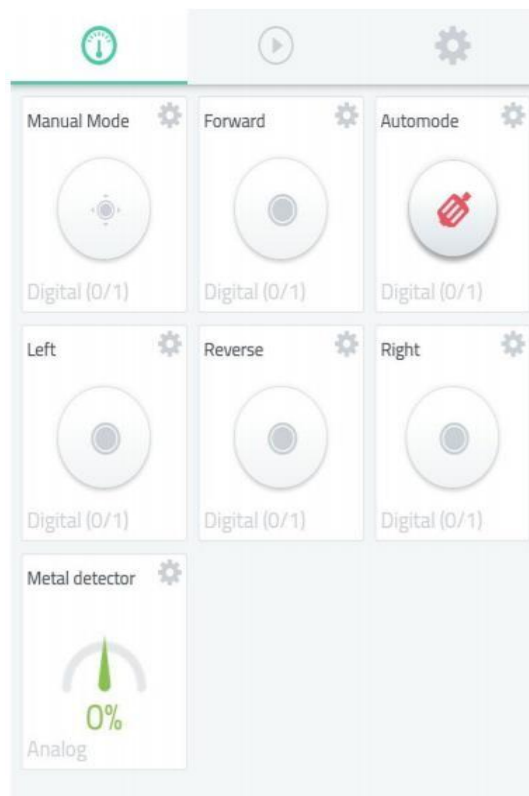 Manual Mode
Forward
Automode
Digital (0/1)
Digital (0/1)
Digital (0/1)
Left
Reverse
Right
Digital (0/1)
Digital (0/1)
Digital (0/1)
Metal detector
0%
Analog